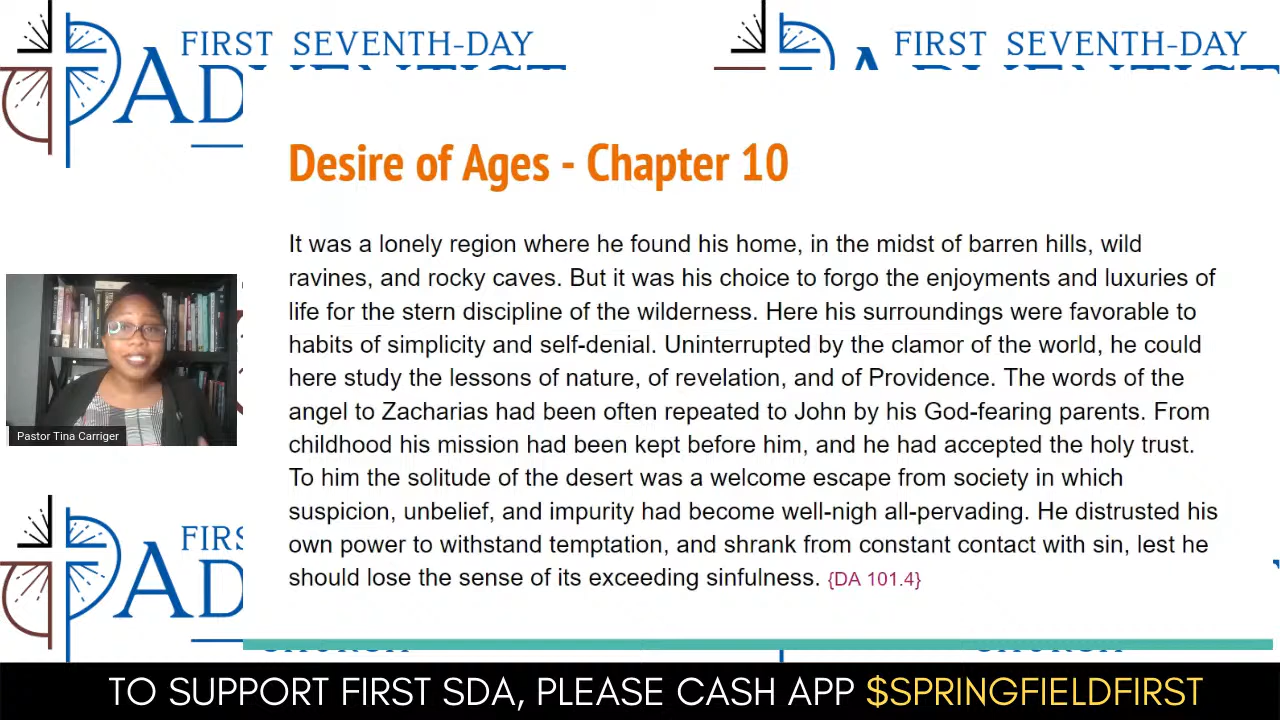 FIRST SEVENTH-DAY
FIRST SEVENTH-DAY
ADVENTIST
ADVENTIST
Desire of Ages - Chapter 10
It was a lonely region where he found his home, in the midst of barren hills, wild
ravines, and rocky caves. But it was his choice to forgo the enjoyments and luxuries of
life for the stern discipline of the wilderness. Here his surroundings were favorable to
habits of simplicity and self-denial. Uninterrupted by the clamor of the world, he could
here study the lessons of nature, of revelation, and of Providence. The words of the
angel to Zacharias had been often repeated to John by his God-fearing parents. From
childhood his mission had been kept before him, and he had accepted the holy trust.
To him the solitude of the desert was a welcome escape from society in which
suspicion, unbelief, and impurity had become well-nigh all-pervading. He distrusted his
own power to withstand temptation, and shrank from constant contact with sin, lest he
should lose the sense of its exceeding sinfulness. {DA 101.4}
Pastor Tina Carriger
FIRS
AD
TO SUPPORT FIRST SDA, PLEASE CASH APP $SPRINGFIELDFIRST